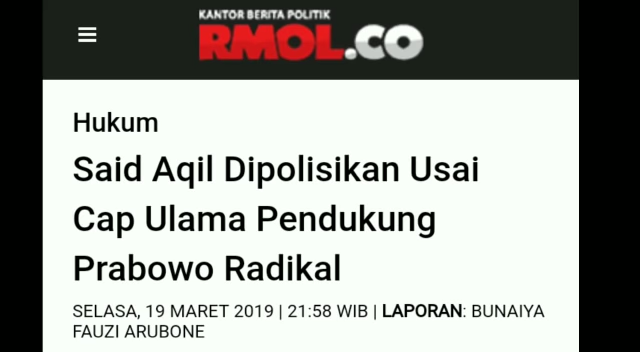 KANTOR BERITA POLITIK
RMOL.CO
Hukum
Said Aqil Dipolisikan Usai
Cap Ulama Pendukung
Prabowo Radikal
SELASA, 19 MARET 2019 | 21:58 WIB | LAPORAN: BUNAIYA
FAUZI ARUBONE